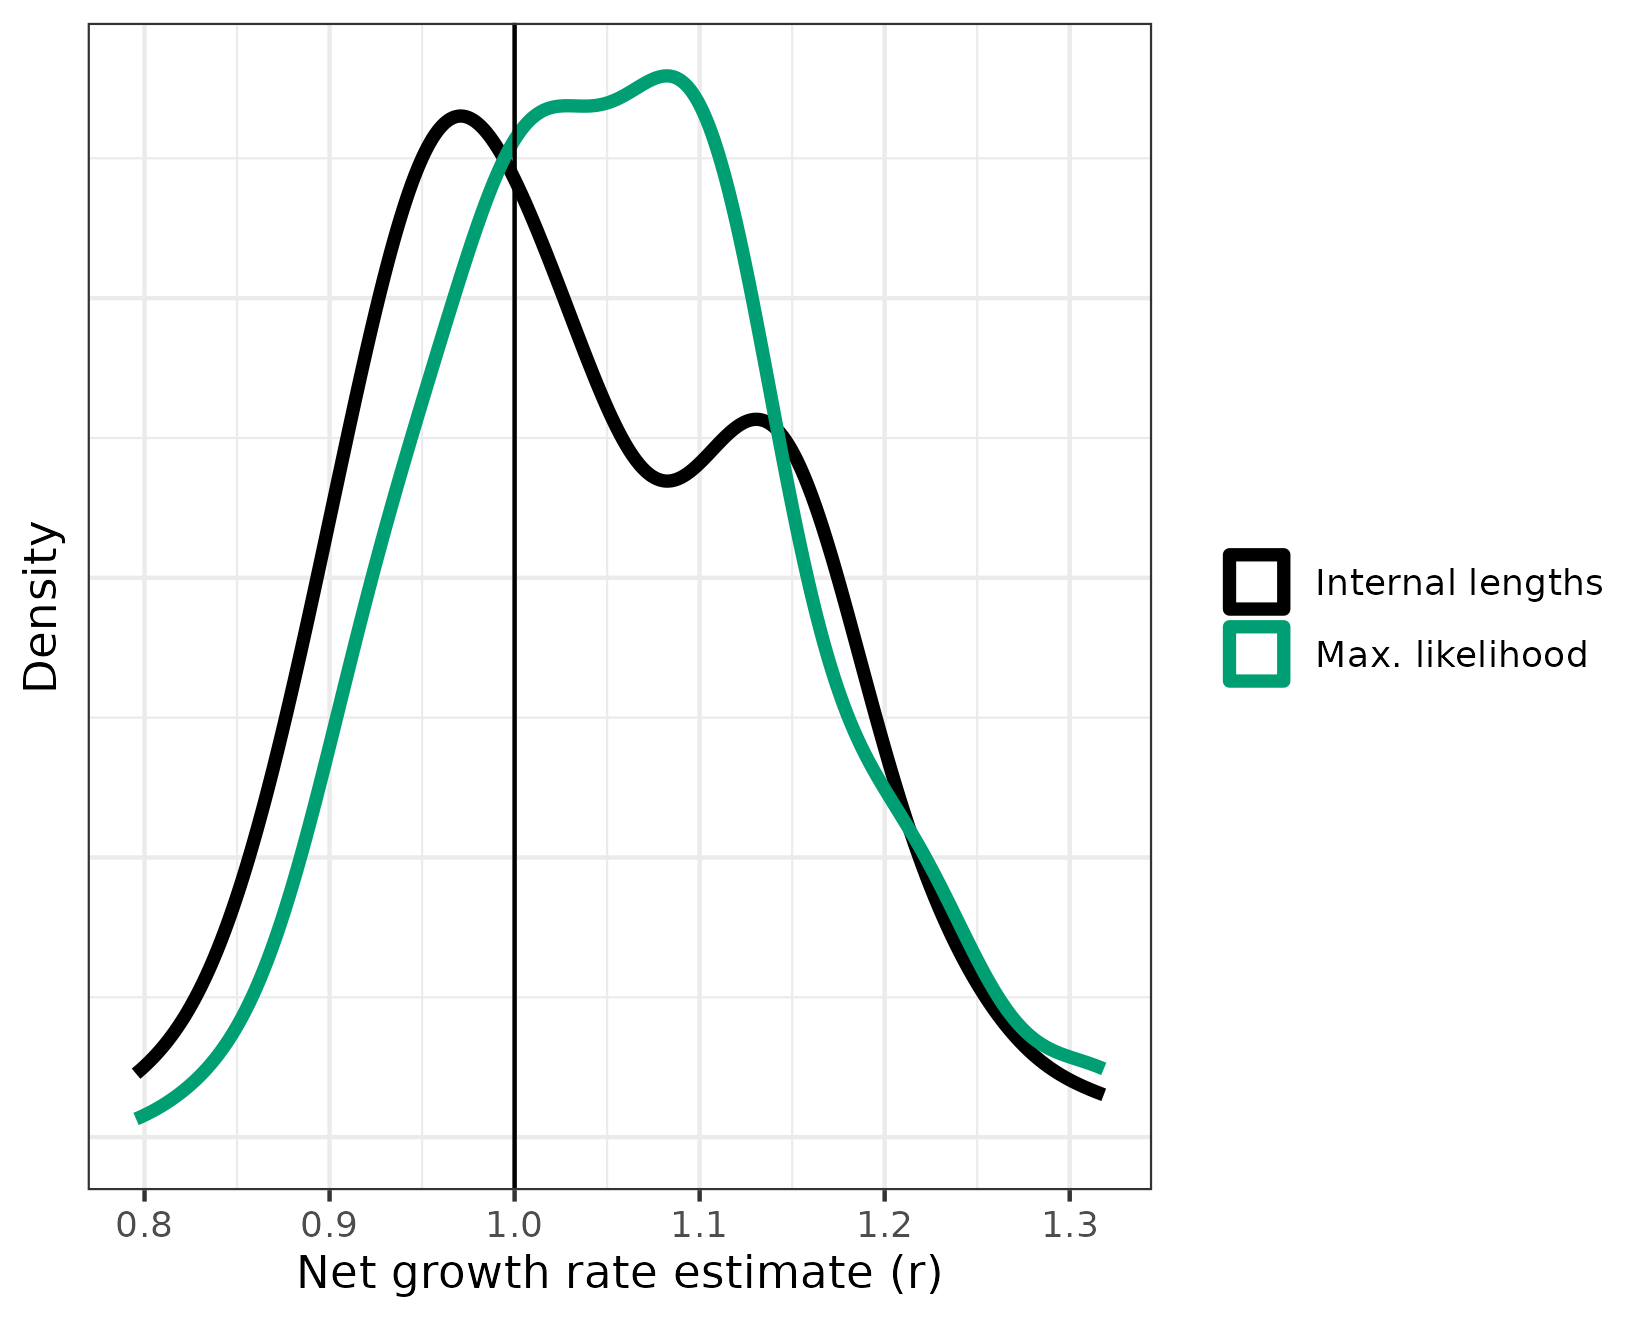 Density
Internal lengths
Max. likelihood
0.8 0.9 1.0 1.1 1.2 1.3
Net growth rate estimate (r)